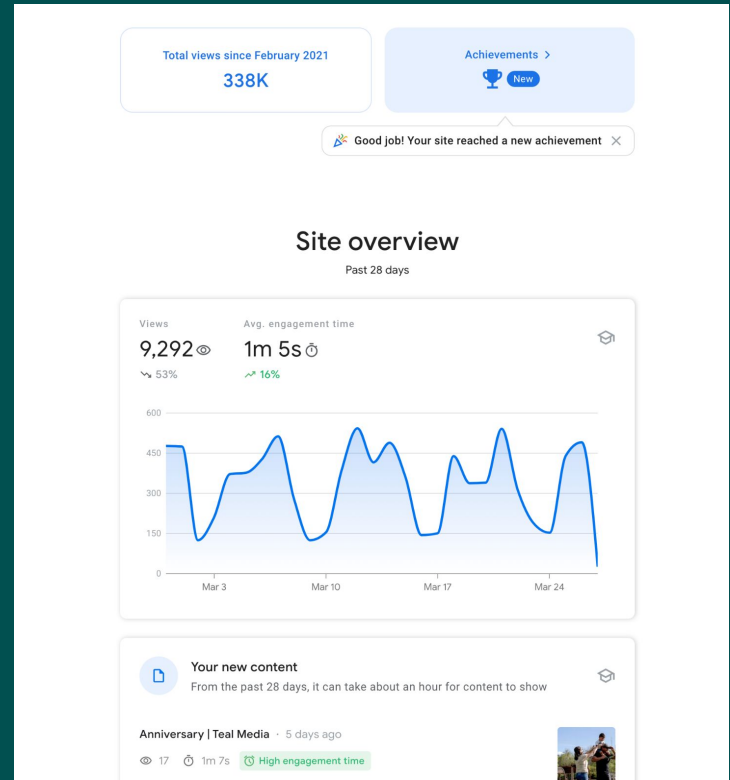 Total views since February 2021
338K
Achievements >
New
Good job! Your site reached a new achievement
Site overview
Past 28 days
Views
Avg. engagement time
9,292
1m 5s
53%
16%
600
450
300
150
0
Mar 3
Mar 10
Mar 17
Mar 24
Your new content
From the past 28 days, it can take about an hour for content to show
Anniversary | Teal Media · 5 days ago
17 1m 7s High engagement time